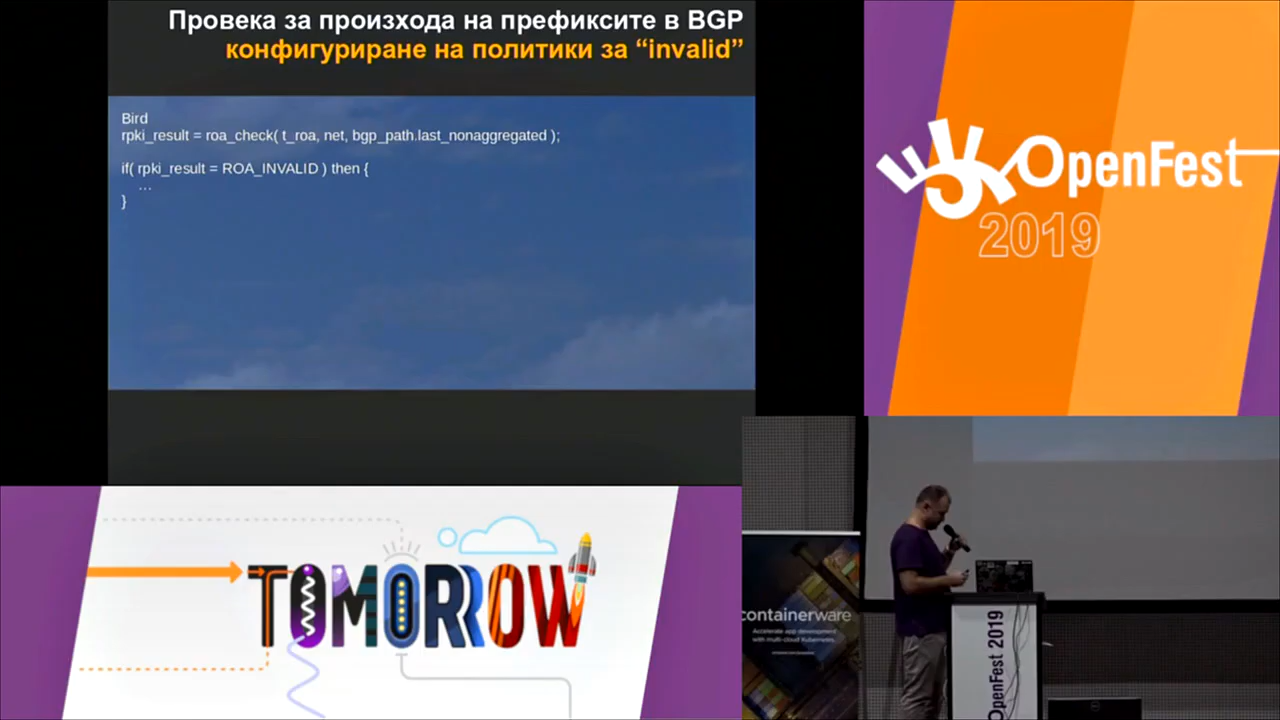 Провека за произхода на префиксите в BGP
конфигуриране на политики за “invalid”
Bird
rpki_result = roa_check( t_roa, net, bgp_path.last_nonaggregated );
if( rpki_result = ROA_INVALID ) then {
...
}
OpenFest
2019
TOMORROW
containerware
Accelerate app development
with multi-cloud Kubernetes
OpenFest 2019